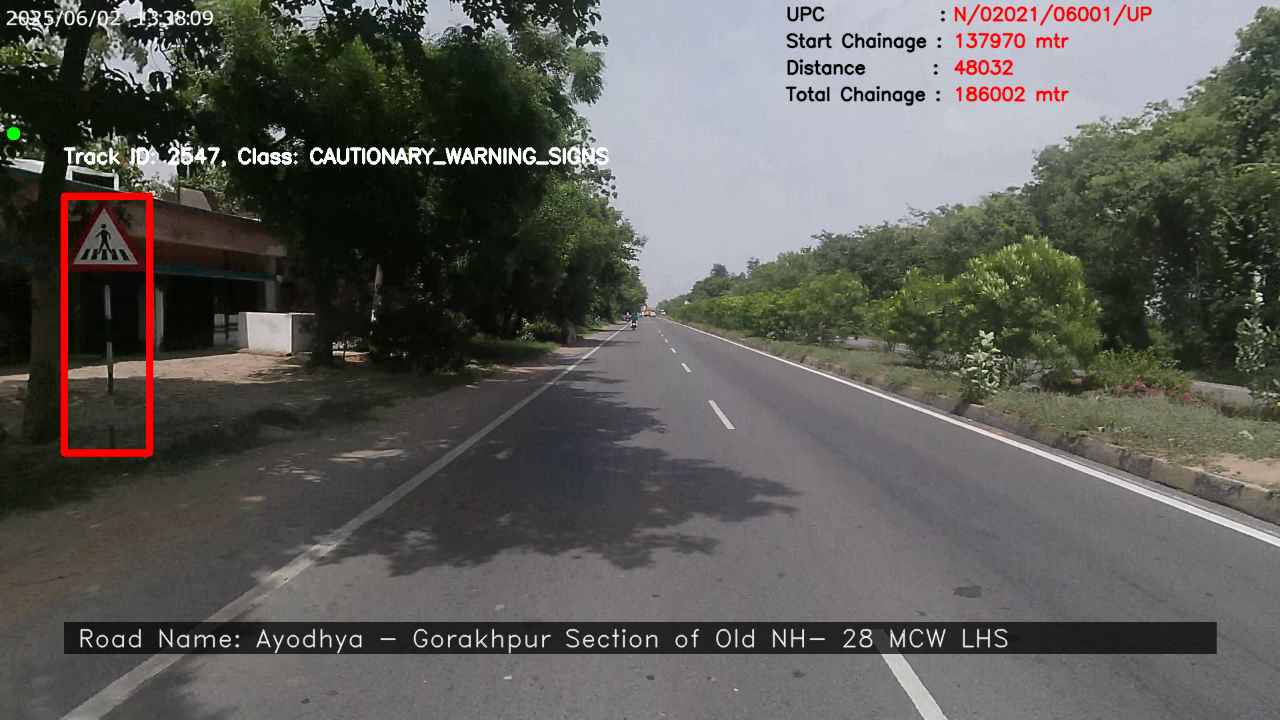 2025/06/02 13:38:09
UPC : N/02021/06001/UP
Start Chainage : 137970 mtr
Distance : 48032
Total Chainage : 186002 mtr
Track ID: 2547, Class: CAUTIONARY_WARNING_SIGNS
Road Name: Ayodhya - Gorakhpur Section of Old NH- 28 MCW LHS